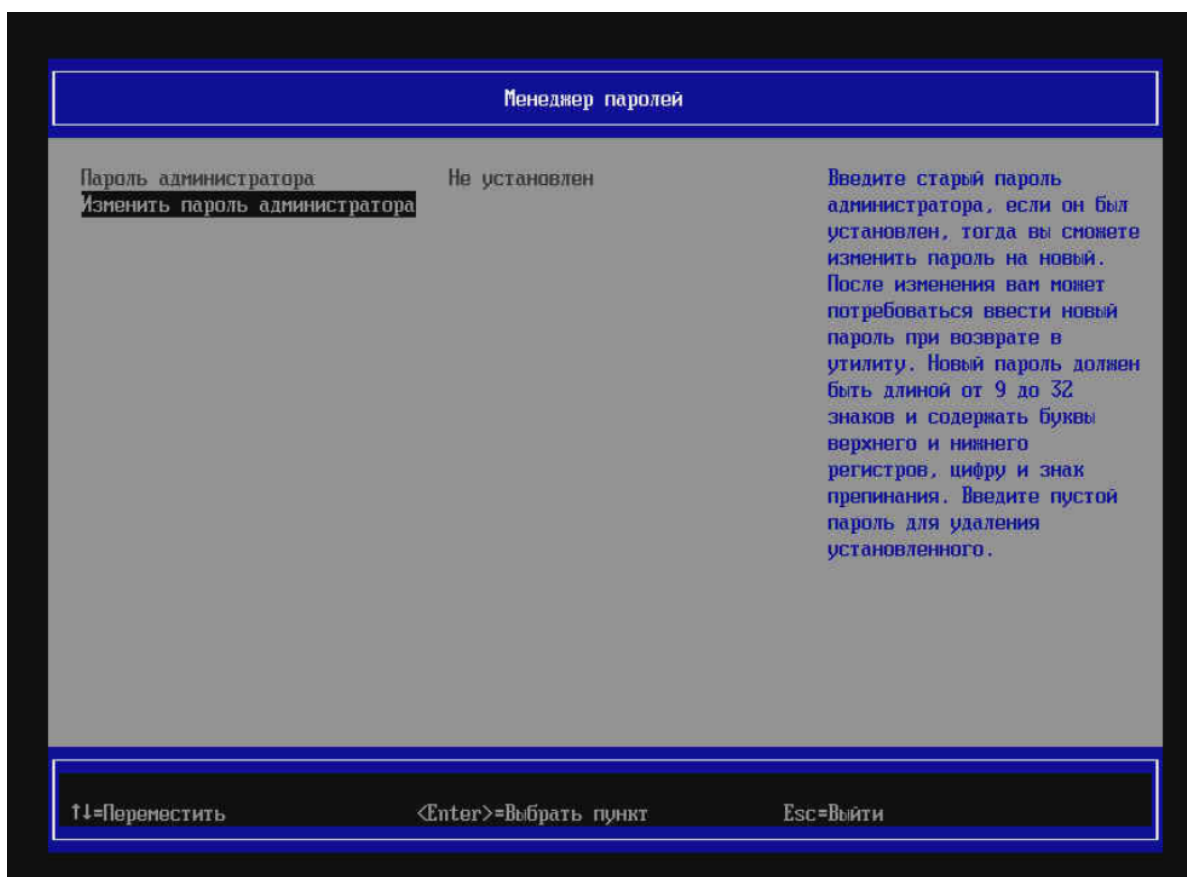 Менеджер паролей
Пароль администратора Не установлен
Изменить пароль администратора
Введите старый пароль
администратора, если он был
установлен, тогда вы сможете
изменить пароль на новый.
После изменения вам может
потребоваться ввести новый
пароль при возврате в
утилиту. Новый пароль должен
быть длиной от 9 до 32
знаков и содержать буквы
верхнего и нижнего
регистров, цифру и знак
препинания. Введите пустой
пароль для удаления
установленного.
↑↓=Переместить <Enter>=Выбрать пункт Esc=Выйти